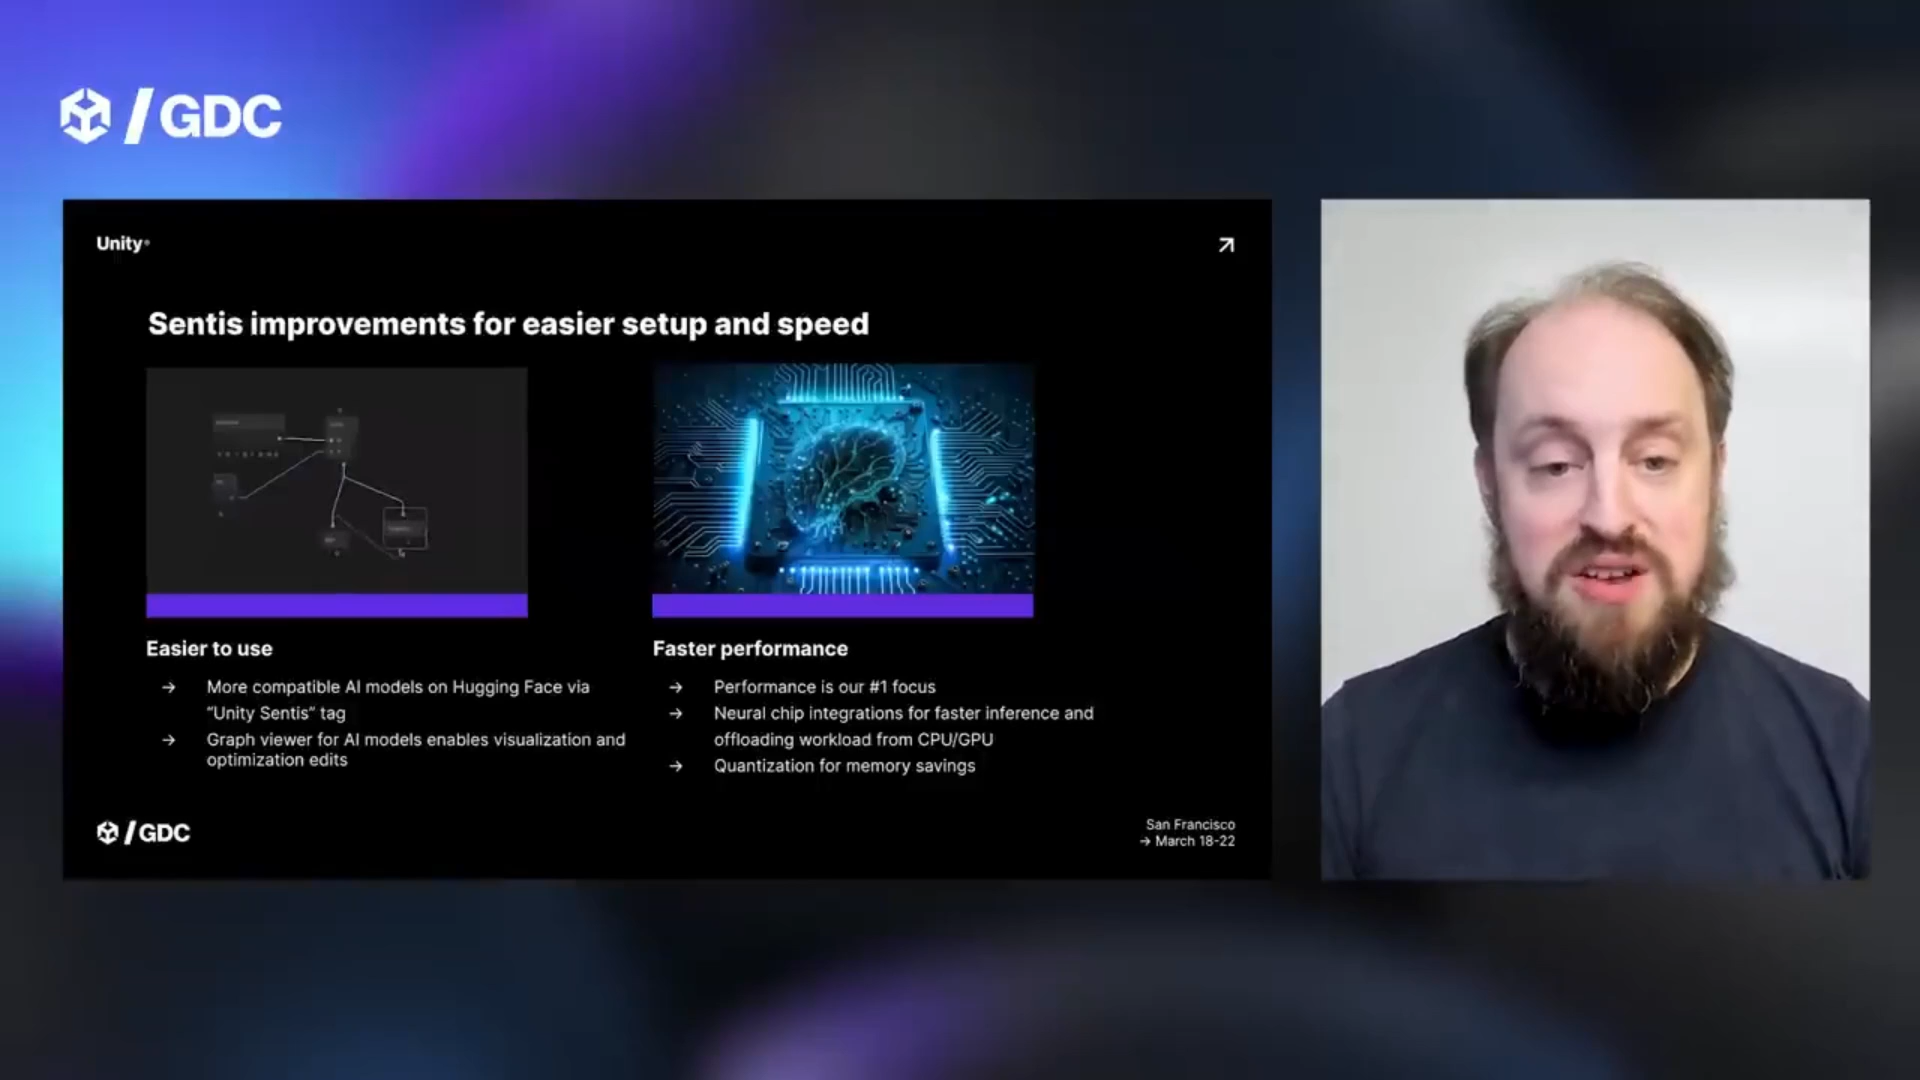 /GDC
Unity
Sentis improvements for easier setup and speed
Easier to use
→ More compatible AI models on Hugging Face via
“Unity Sentis” tag
→ Graph viewer for AI models enables visualization and
optimization edits
Faster performance
→ Performance is our #1 focus
→ Neural chip integrations for faster inference and
offloading workload from CPU/GPU
→ Quantization for memory savings
/GDC
San Francisco
→ March 18-22